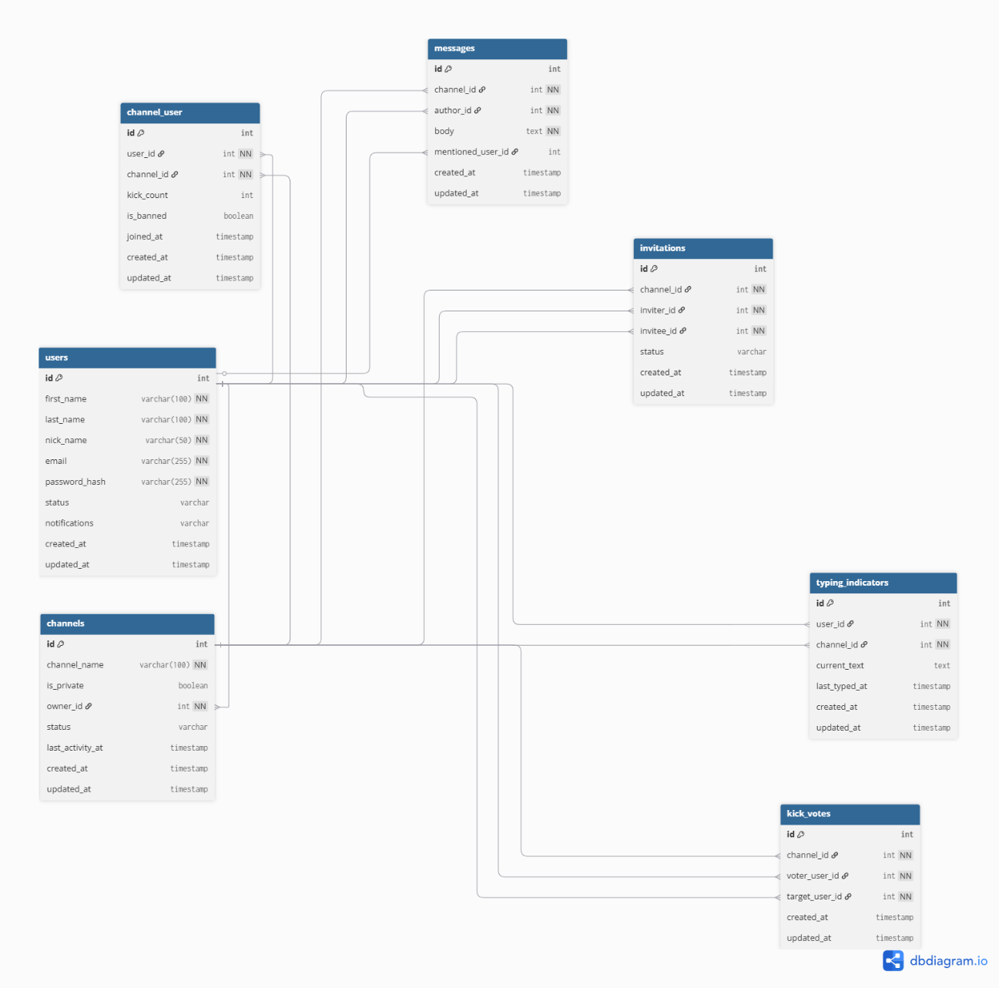 messages
id int
channel_id int NN
author_id int NN
body text NN
mentioned_user_id int
created_at timestamp
updated_at timestamp
channel_user
id int
user_id int NN
channel_id int NN
kick_count int
is_banned boolean
joined_at timestamp
created_at timestamp
updated_at timestamp
invitations
id int
channel_id int NN
inviter_id int NN
invitee_id int NN
status varchar
created_at timestamp
updated_at timestamp
users
id int
first_name varchar(100) NN
last_name varchar(100) NN
nick_name varchar(50) NN
email varchar(255) NN
password_hash varchar(255) NN
status varchar
notifications varchar
created_at timestamp
updated_at timestamp
typing_indicators
id int
user_id int NN
channel_id int NN
current_text text
last_typed_at timestamp
created_at timestamp
updated_at timestamp
channels
id int
channel_name varchar(100) NN
is_private boolean
owner_id int NN
status varchar
last_activity_at timestamp
created_at timestamp
updated_at timestamp
kick_votes
id int
channel_id int NN
voter_user_id int NN
target_user_id int NN
created_at timestamp
updated_at timestamp
dbdiagram.io